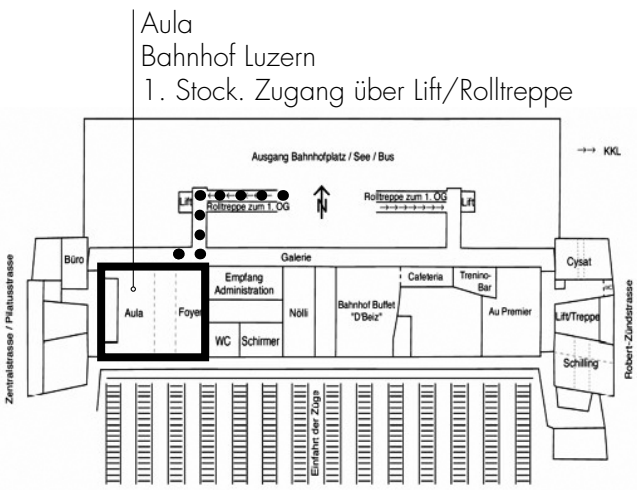 Aula
Bahnhof Luzern
1. Stock. Zugang über Lift/Rolltreppe
Ausgang Bahnhofplatz / See / Bus
KKL
Lift
Rolltreppe zum 1. OG
N
Rolltreppe zum 1. OG
Lift
Büro
Galerie
Cysat
Aula
Foyer
Empfang
Administration
WC
Schirmer
Nölli
Bahnhof Buffet
"D'Beiz"
Cafeteria
Trenino-
Bar
Au Premier
Lift/Treppe
Schilling
Zentralstrasse / Pilatusstrasse
Robert-Zündstrasse
Einfahrt der Züge